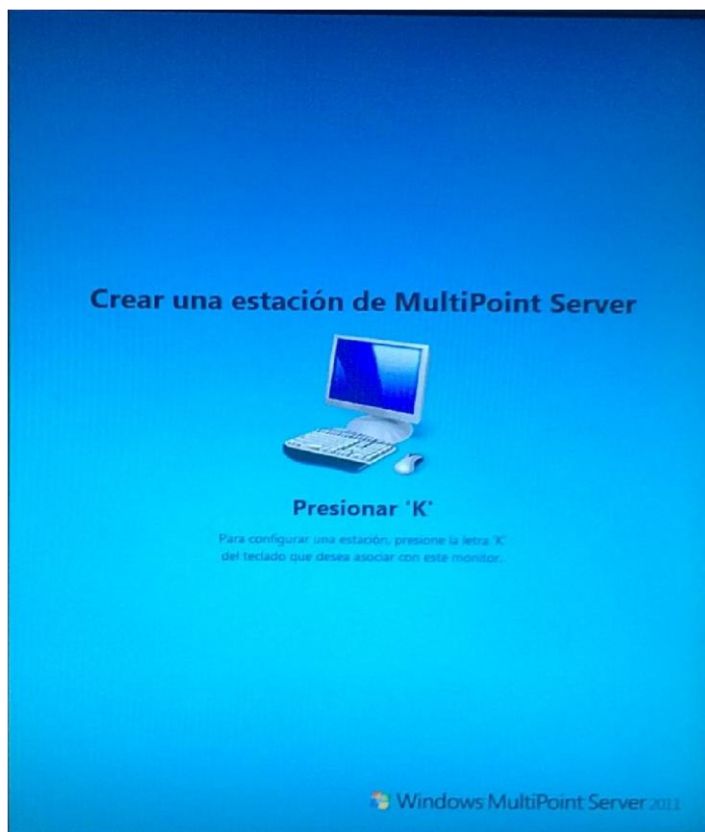 Crear una estación de MultiPoint Server
Presionar 'K'
Para configurar una estación, presione la letra 'K'
del teclado que desea asociar con este monitor.
Windows MultiPoint Server 2011